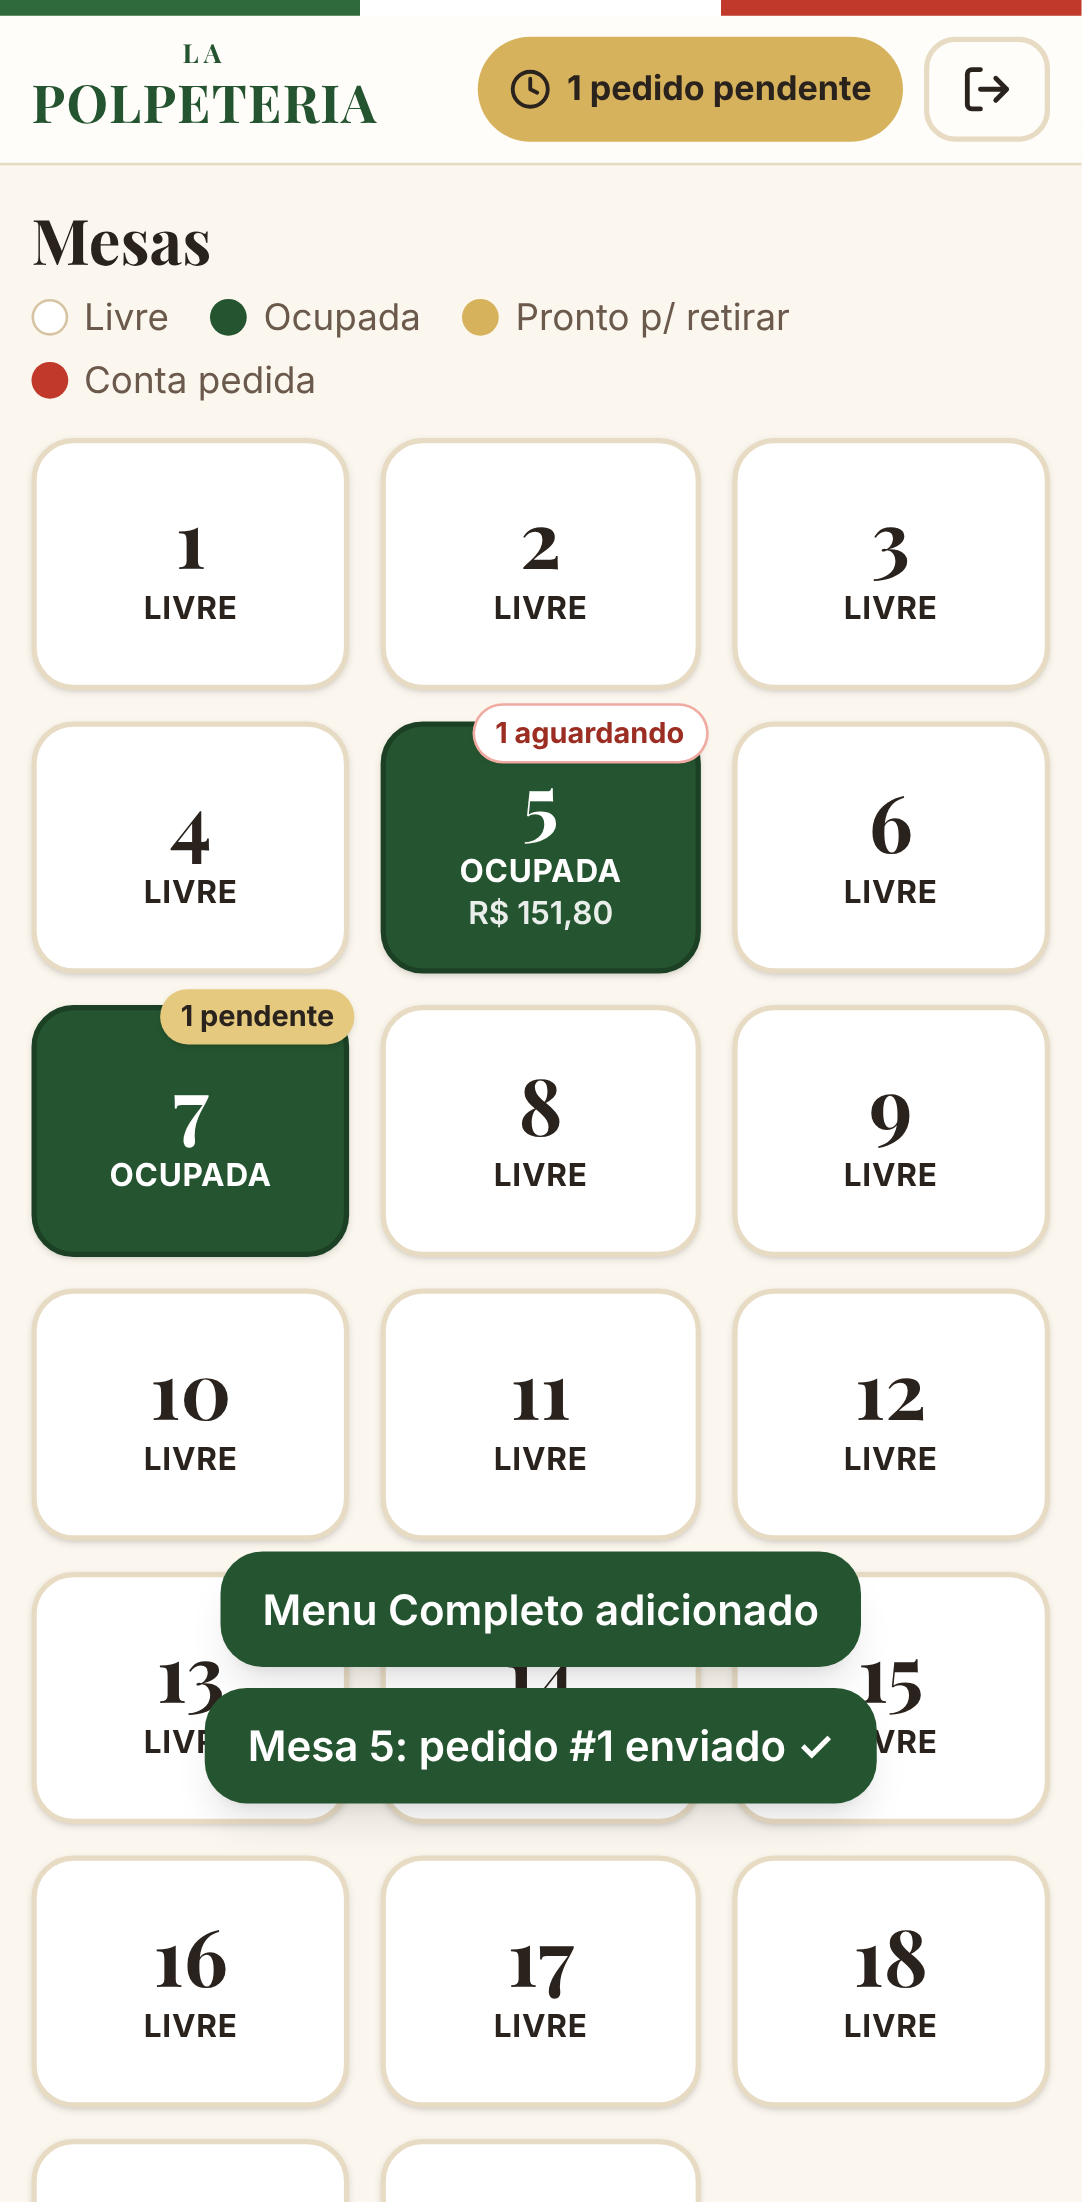 LA
POLPETERIA
1 pedido pendente
Mesas
Livre
Ocupada
Pronto p/ retirar
Conta pedida
1
LIVRE
2
LIVRE
3
LIVRE
4
LIVRE
1 aguardando
5
OCUPADA
R$ 151,80
6
LIVRE
1 pendente
7
OCUPADA
8
LIVRE
9
LIVRE
10
LIVRE
11
LIVRE
12
LIVRE
Menu Completo adicionado
13
14
15
LIVR
VRE
Mesa 5: pedido #1 enviado ✓
16
LIVRE
17
LIVRE
18
LIVRE